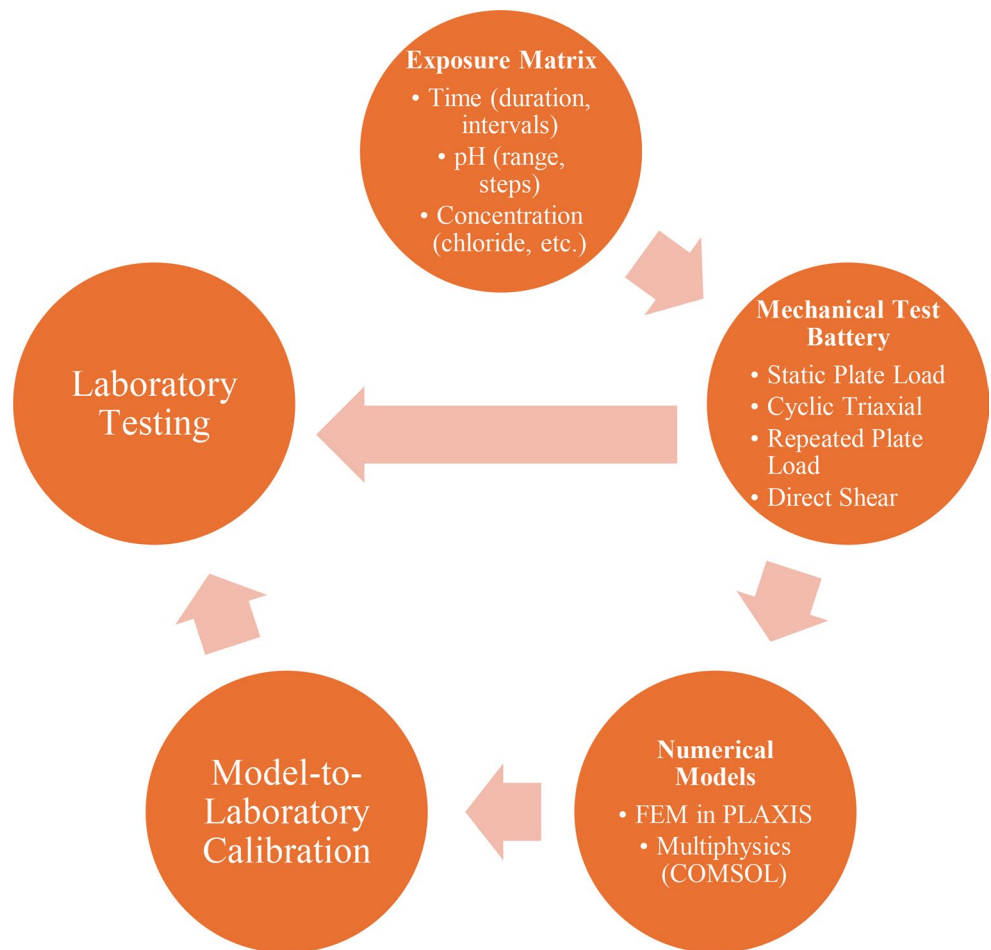 Exposure Matrix
• Time (duration,
intervals)
• pH (range,
steps)
• Concentration
(chloride, etc.)
Mechanical Test
Battery
• Static Plate Load
• Cyclic Triaxial
• Repeated Plate
Load
• Direct Shear
Numerical
Models
• FEM in PLAXIS
• Multiphysics
(COMSOL)
Model-to-
Laboratory
Calibration
Laboratory
Testing